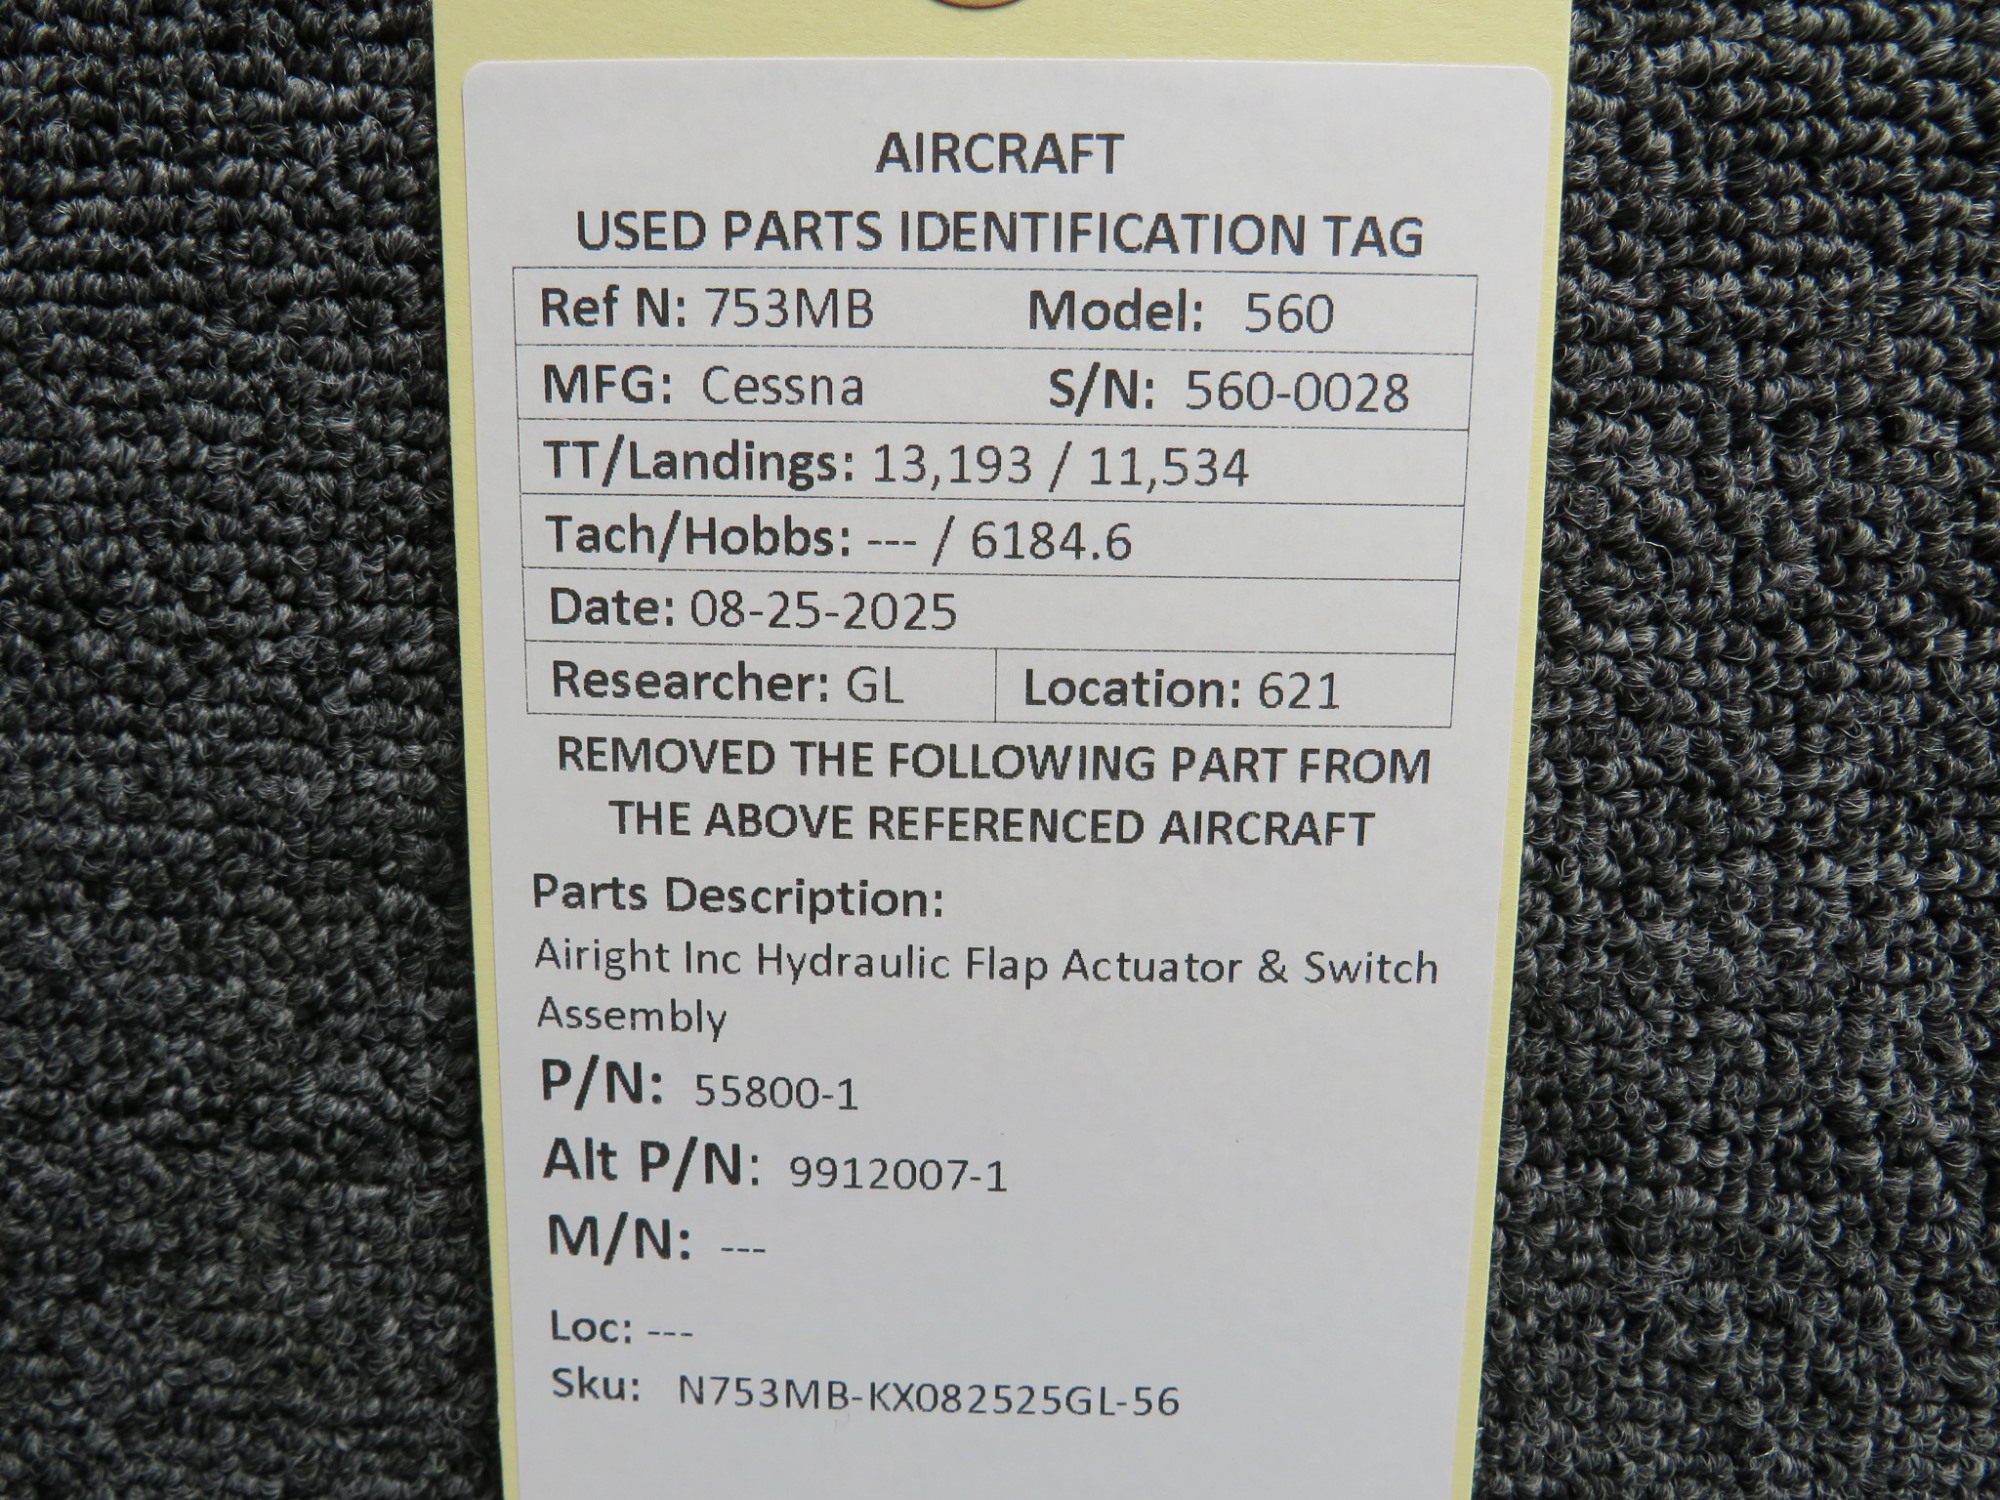 AIRCRAFT
USED PARTS IDENTIFICATION TAG
Ref N: 753MB Model: 560
MFG: Cessna S/N: 560-0028
TT/Landings: 13,193 / 11,534
Tach/Hobbs: --- / 6184.6
Date: 08-25-2025
Researcher: GL Location: 621
REMOVED THE FOLLOWING PART FROM
THE ABOVE REFERENCED AIRCRAFT
Parts Description:
Airight Inc Hydraulic Flap Actuator & Switch
Assembly
P/N: 55800-1
Alt P/N: 9912007-1
M/N: ---
Loc: ---
Sku: N753MB-KX082525GL-56